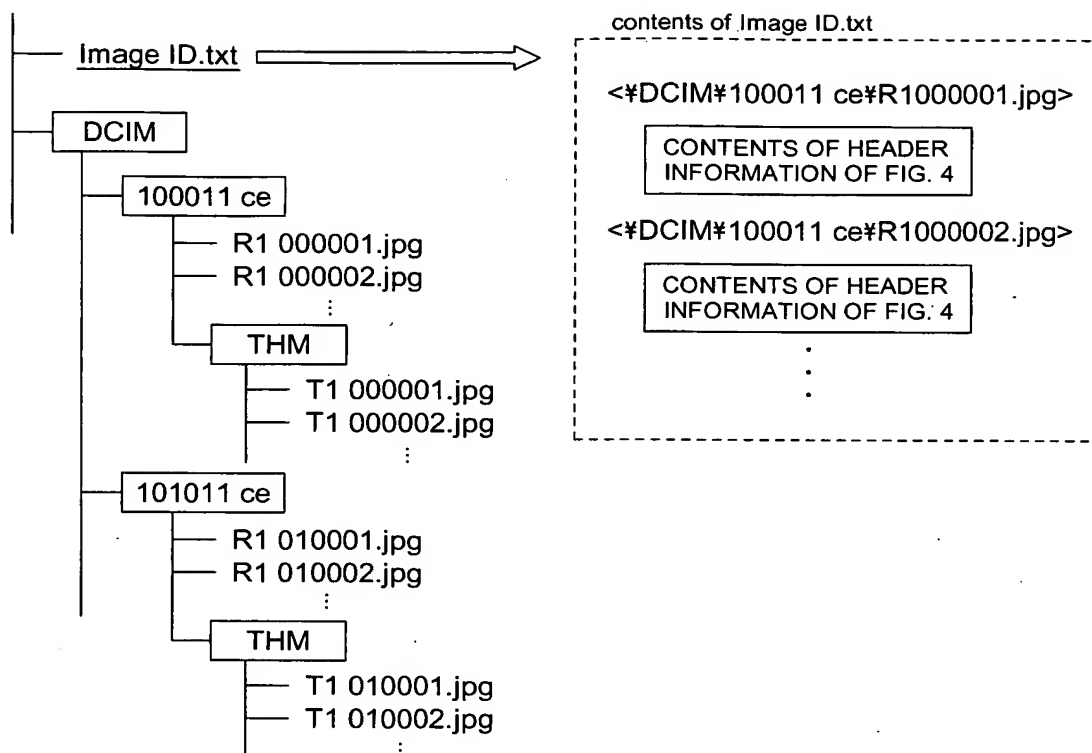 Image ID.txt
DCIM
100011 ce
R1 000001.jpg
R1 000002.jpg
⋮
THM
T1 000001.jpg
T1 000002.jpg
⋮
101011 ce
R1 010001.jpg
R1 010002.jpg
⋮
THM
T1 010001.jpg
T1 010002.jpg
⋮
contents of Image ID.txt
<¥DCIM¥100011 ce¥R1000001.jpg>
CONTENTS OF HEADER
INFORMATION OF FIG. 4
<¥DCIM¥100011 ce¥R1000002.jpg>
CONTENTS OF HEADER
INFORMATION OF FIG. 4
⋮